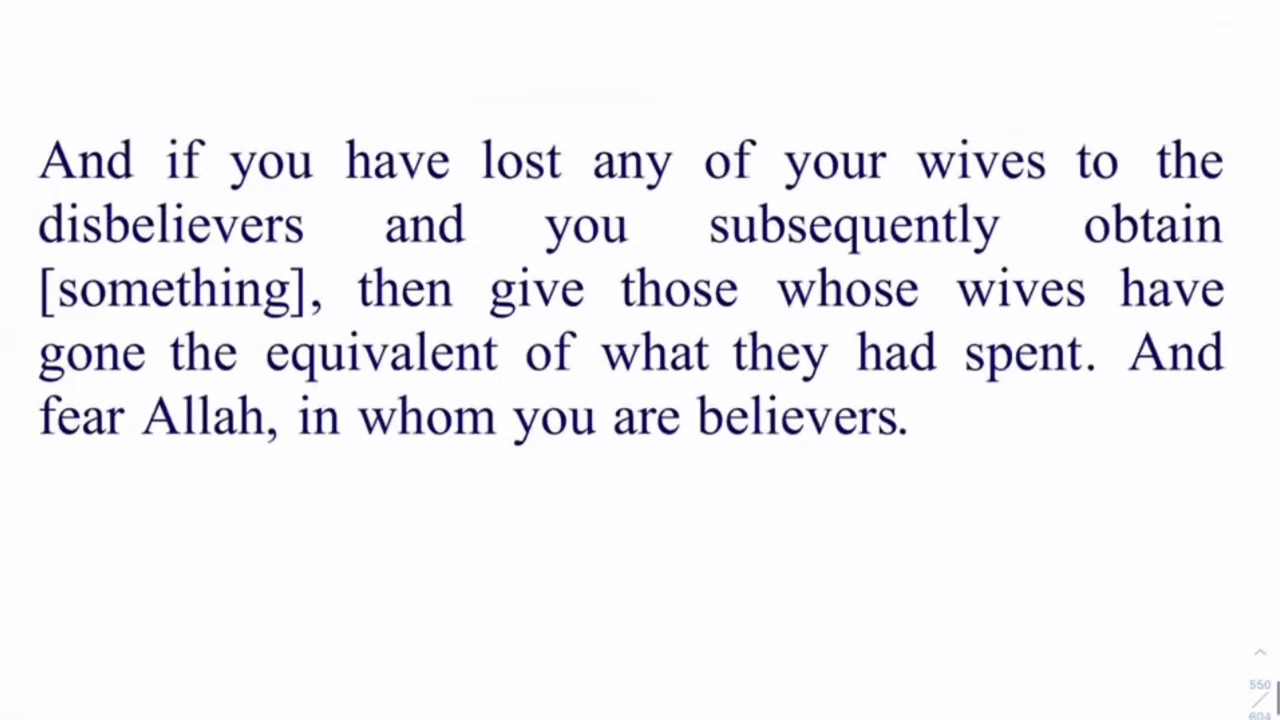 And if you have lost any of your wives to the
disbelievers and you subsequently obtain
[something], then give those whose wives have
gone the equivalent of what they had spent. And
fear Allah, in whom you are believers.
550
604